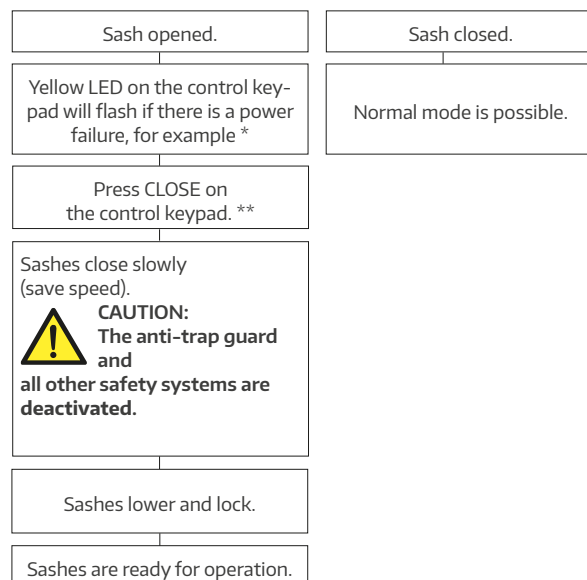 Sash opened.
Yellow LED on the control key-
pad will flash if there is a power
failure, for example *
Press CLOSE on
the control keypad. **
Sashes close slowly
(save speed).
CAUTION:
The anti-trap guard
and
all other safety systems are
deactivated.
Sashes lower and lock.
Sashes are ready for operation.
Sash closed.
Normal mode is possible.